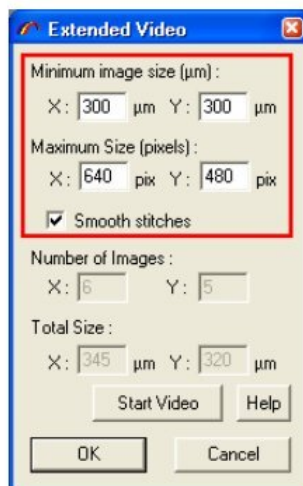 Extended Video
Minimum image size (µm) :
X: 300 µm Y: 300 µm
Maximum Size (pixels) :
X: 640 pix Y: 480 pix
Smooth stitches
Number of Images :
X: 6 Y: 5
Total Size :
X: 345 µm Y: 320 µm
Start Video Help
OK Cancel